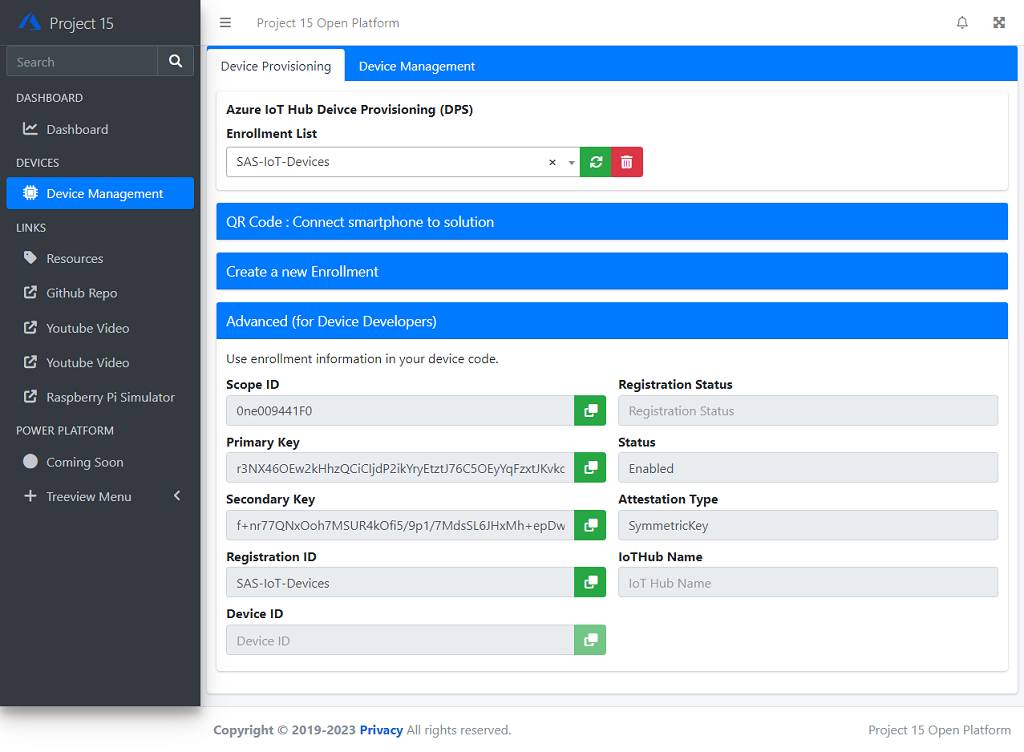 Project 15
Project 15 Open Platform
Search
Device Provisioning
Device Management
DASHBOARD
Dashboard
DEVICES
Device Management
LINKS
Resources
Github Repo
Youtube Video
Youtube Video
Raspberry Pi Simulator
POWER PLATFORM
Coming Soon
Treeview Menu
Azure IoT Hub Deivce Provisioning (DPS)
Enrollment List
SAS-IoT-Devices
QR Code : Connect smartphone to solution
Create a new Enrollment
Advanced (for Device Developers)
Use enrollment information in your device code.
Scope ID
0ne009441F0
Registration Status
Registration Status
Primary Key
Status
Enabled
Secondary Key
Attestation Type
SymmetricKey
Registration ID
SAS-IoT-Devices
IoTHub Name
IoT Hub Name
Device ID
Device ID
Copyright © 2019-2023 Privacy All rights reserved.
Project 15 Open Platform